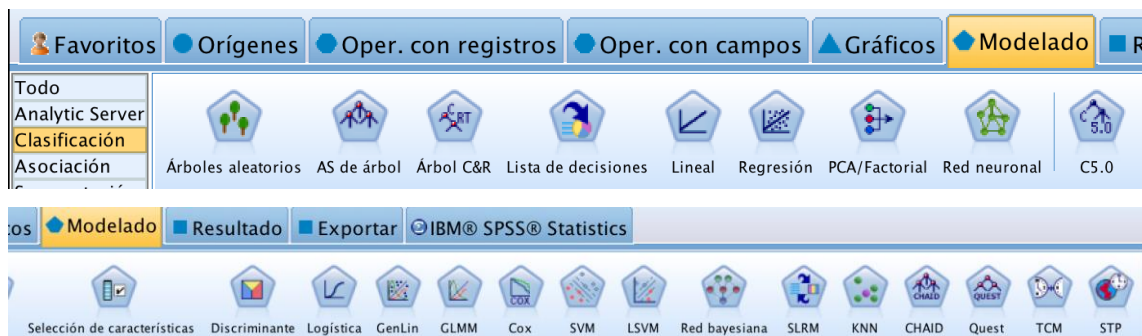 Favoritos Orígenes Oper. con registros Oper. con campos Gráficos Modelado R
Todo
Analytic Server
Clasificación
Asociación
Árboles aleatorios AS de árbol Árbol C&R Lista de decisiones Lineal Regresión PCA/Factorial Red neuronal C5.0
os Modelado Resultado Exportar IBM® SPSS® Statistics
Selección de características Discriminante Logística GenLin GLMM Cox SVM LSVM Red bayesiana SLRM KNN CHAID Quest TCM STP